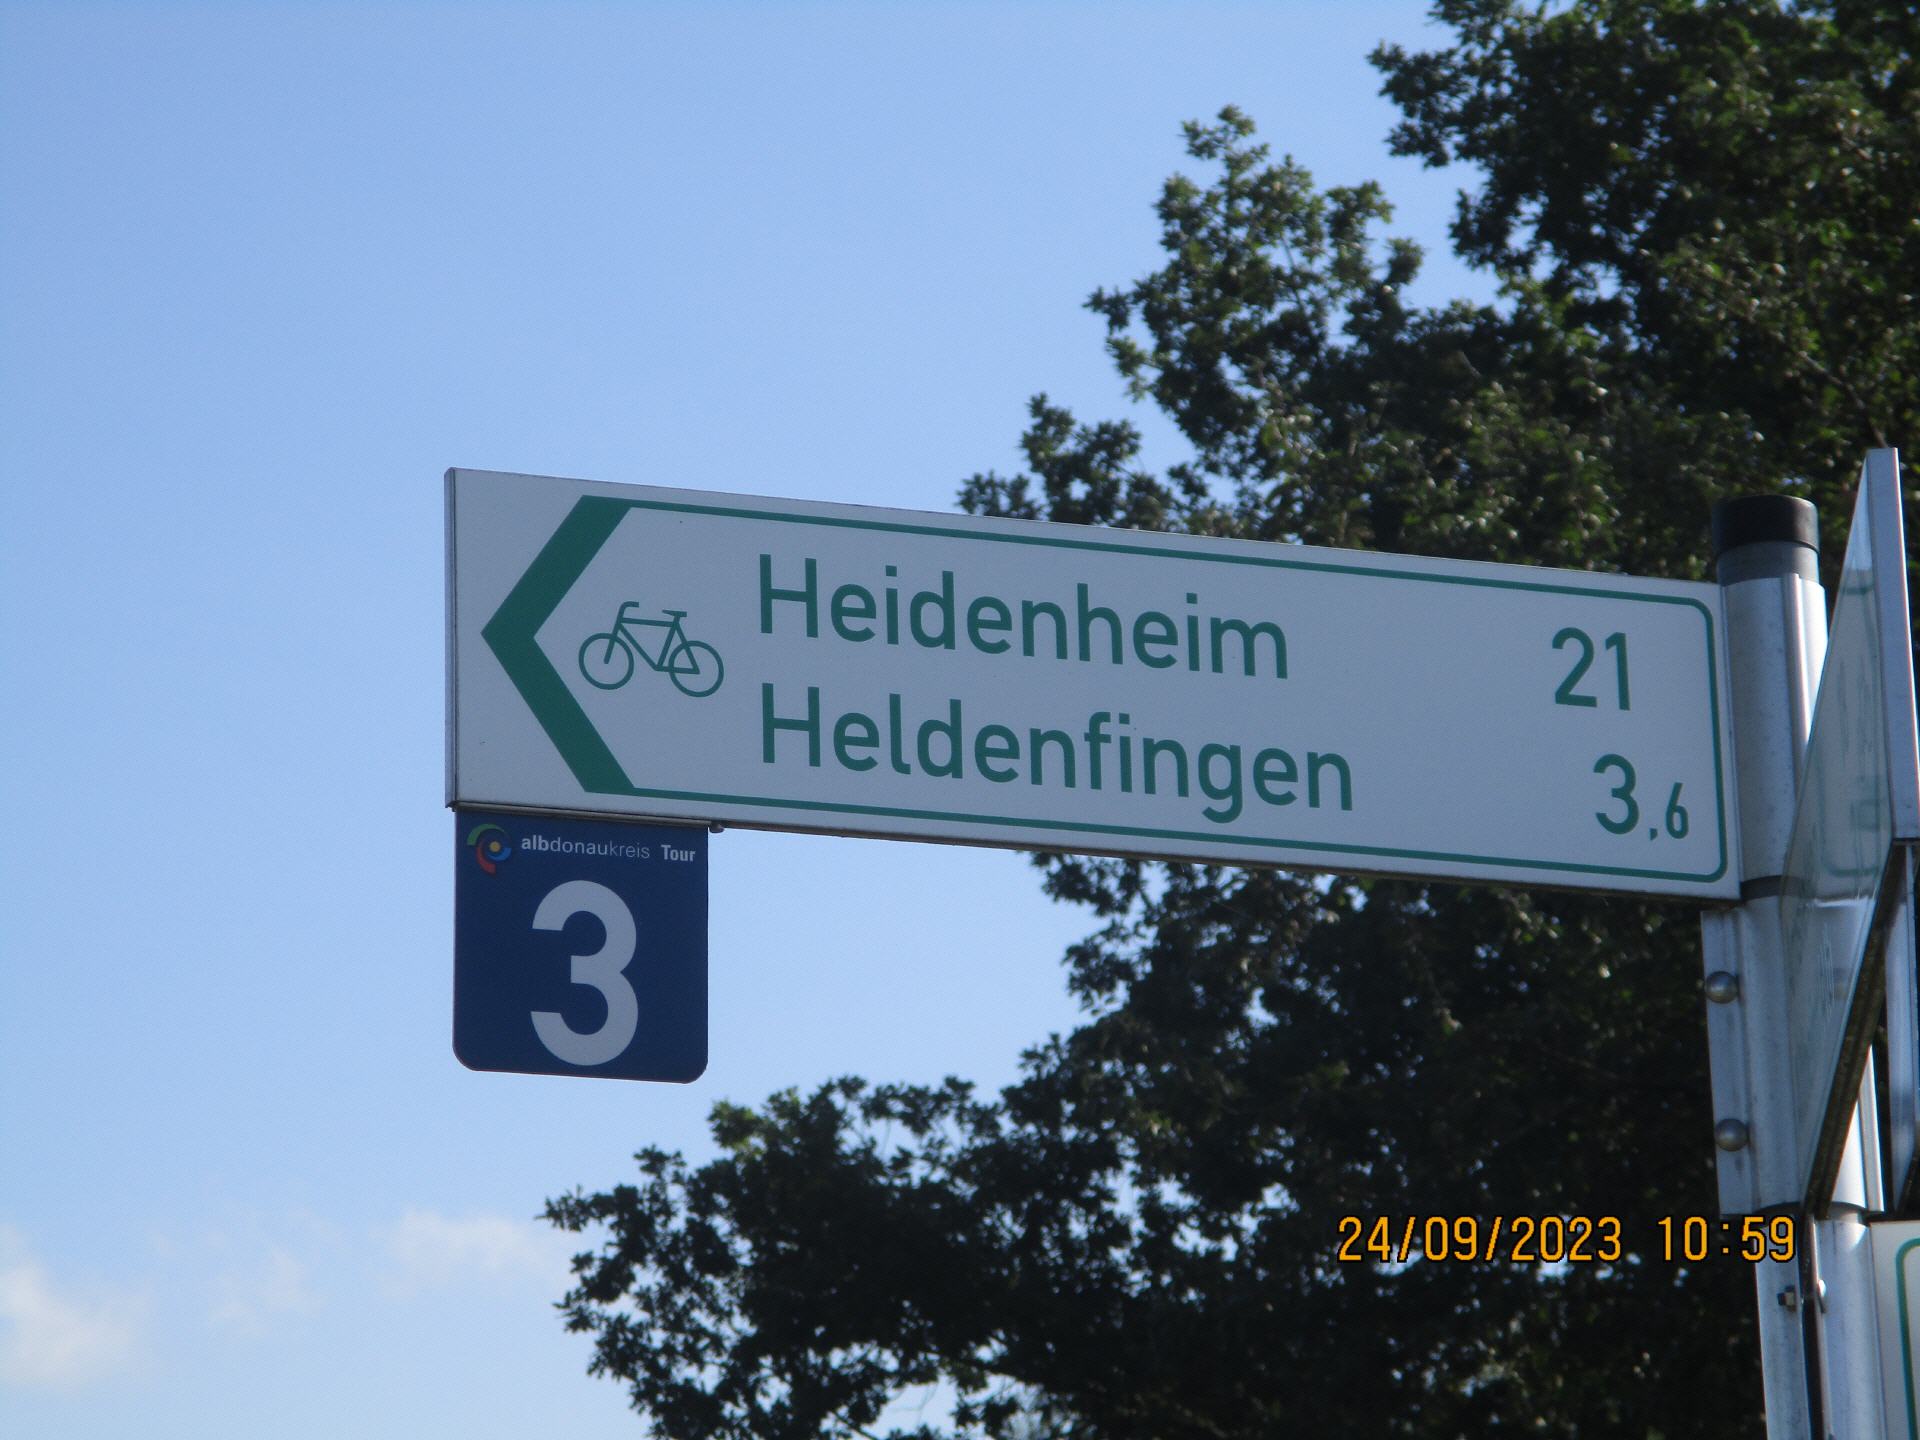 Heidenheim 21
Heldenfingen 3,6
albdonaukreis Tour
3
24/09/2023 10:59